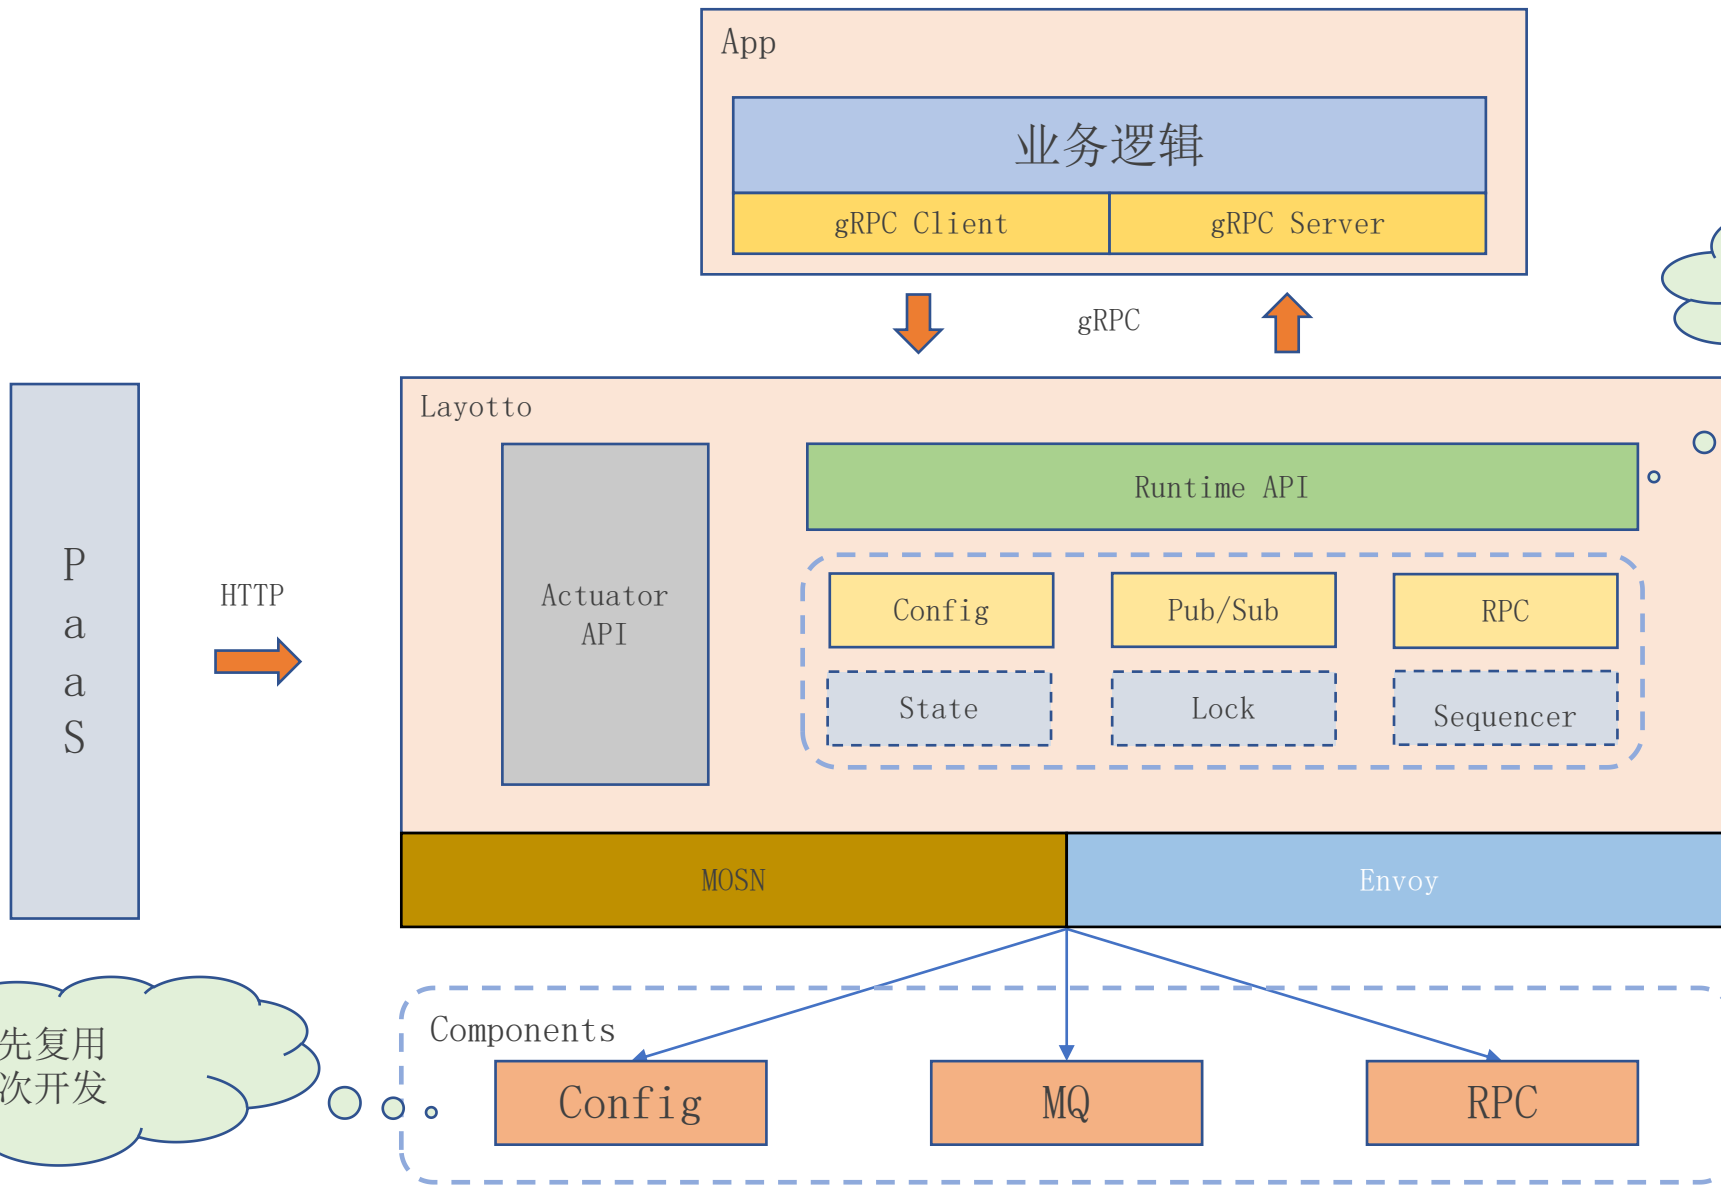 App
业务逻辑
gRPC Client
gRPC Server
gRPC
Layotto
Runtime API
Actuator
API
Config
Pub/Sub
RPC
State
Lock
Sequencer
P
a
a
S
HTTP
MOSN
Envoy
先复用
次开发
Components
Config
MQ
RPC